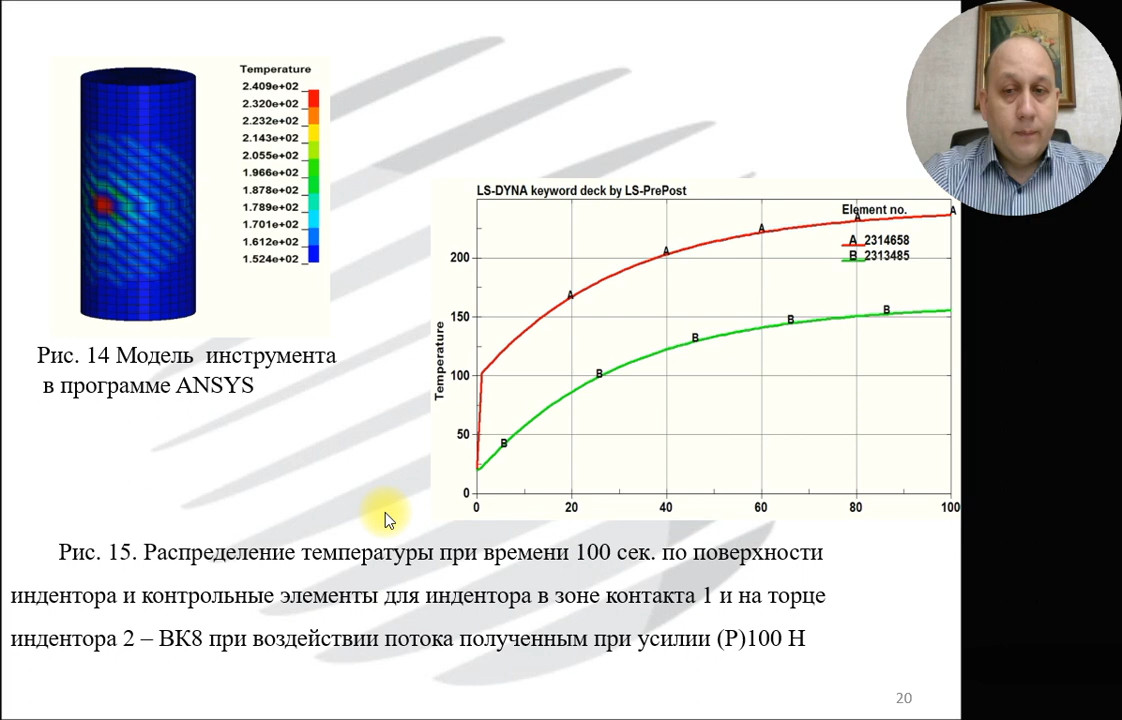 Temperature
2.409e+02
2.320e+02
2.232e+02
2.143e+02
2.055e+02
1.966e+02
1.878e+02
1.789e+02
1.701e+02
1.612e+02
1.524e+02
Рис. 14 Модель инструмента
в программе ANSYS
LS-DYNA keyword deck by LS-PrePost
Element no.
A 2314658
B 2313485
Temperature
200
150
100
50
0
A A A A A
B B B B B
0 20 40 60 80 100
Рис. 15. Распределение температуры при времени 100 сек. по поверхности
индентора и контрольные элементы для индентора в зоне контакта 1 и на торце
индентора 2 – ВК8 при воздействии потока полученным при усилии (Р)100 Н
20